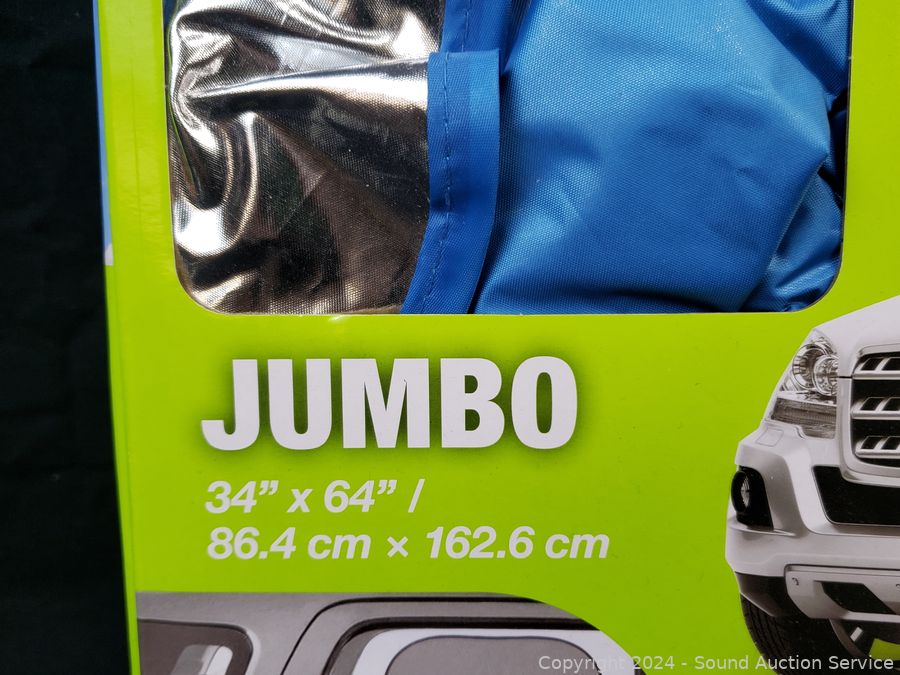 JUMBO
34” x 64” /
86.4 cm × 162.6 cm
Copyright 2024 - Sound Auction Service